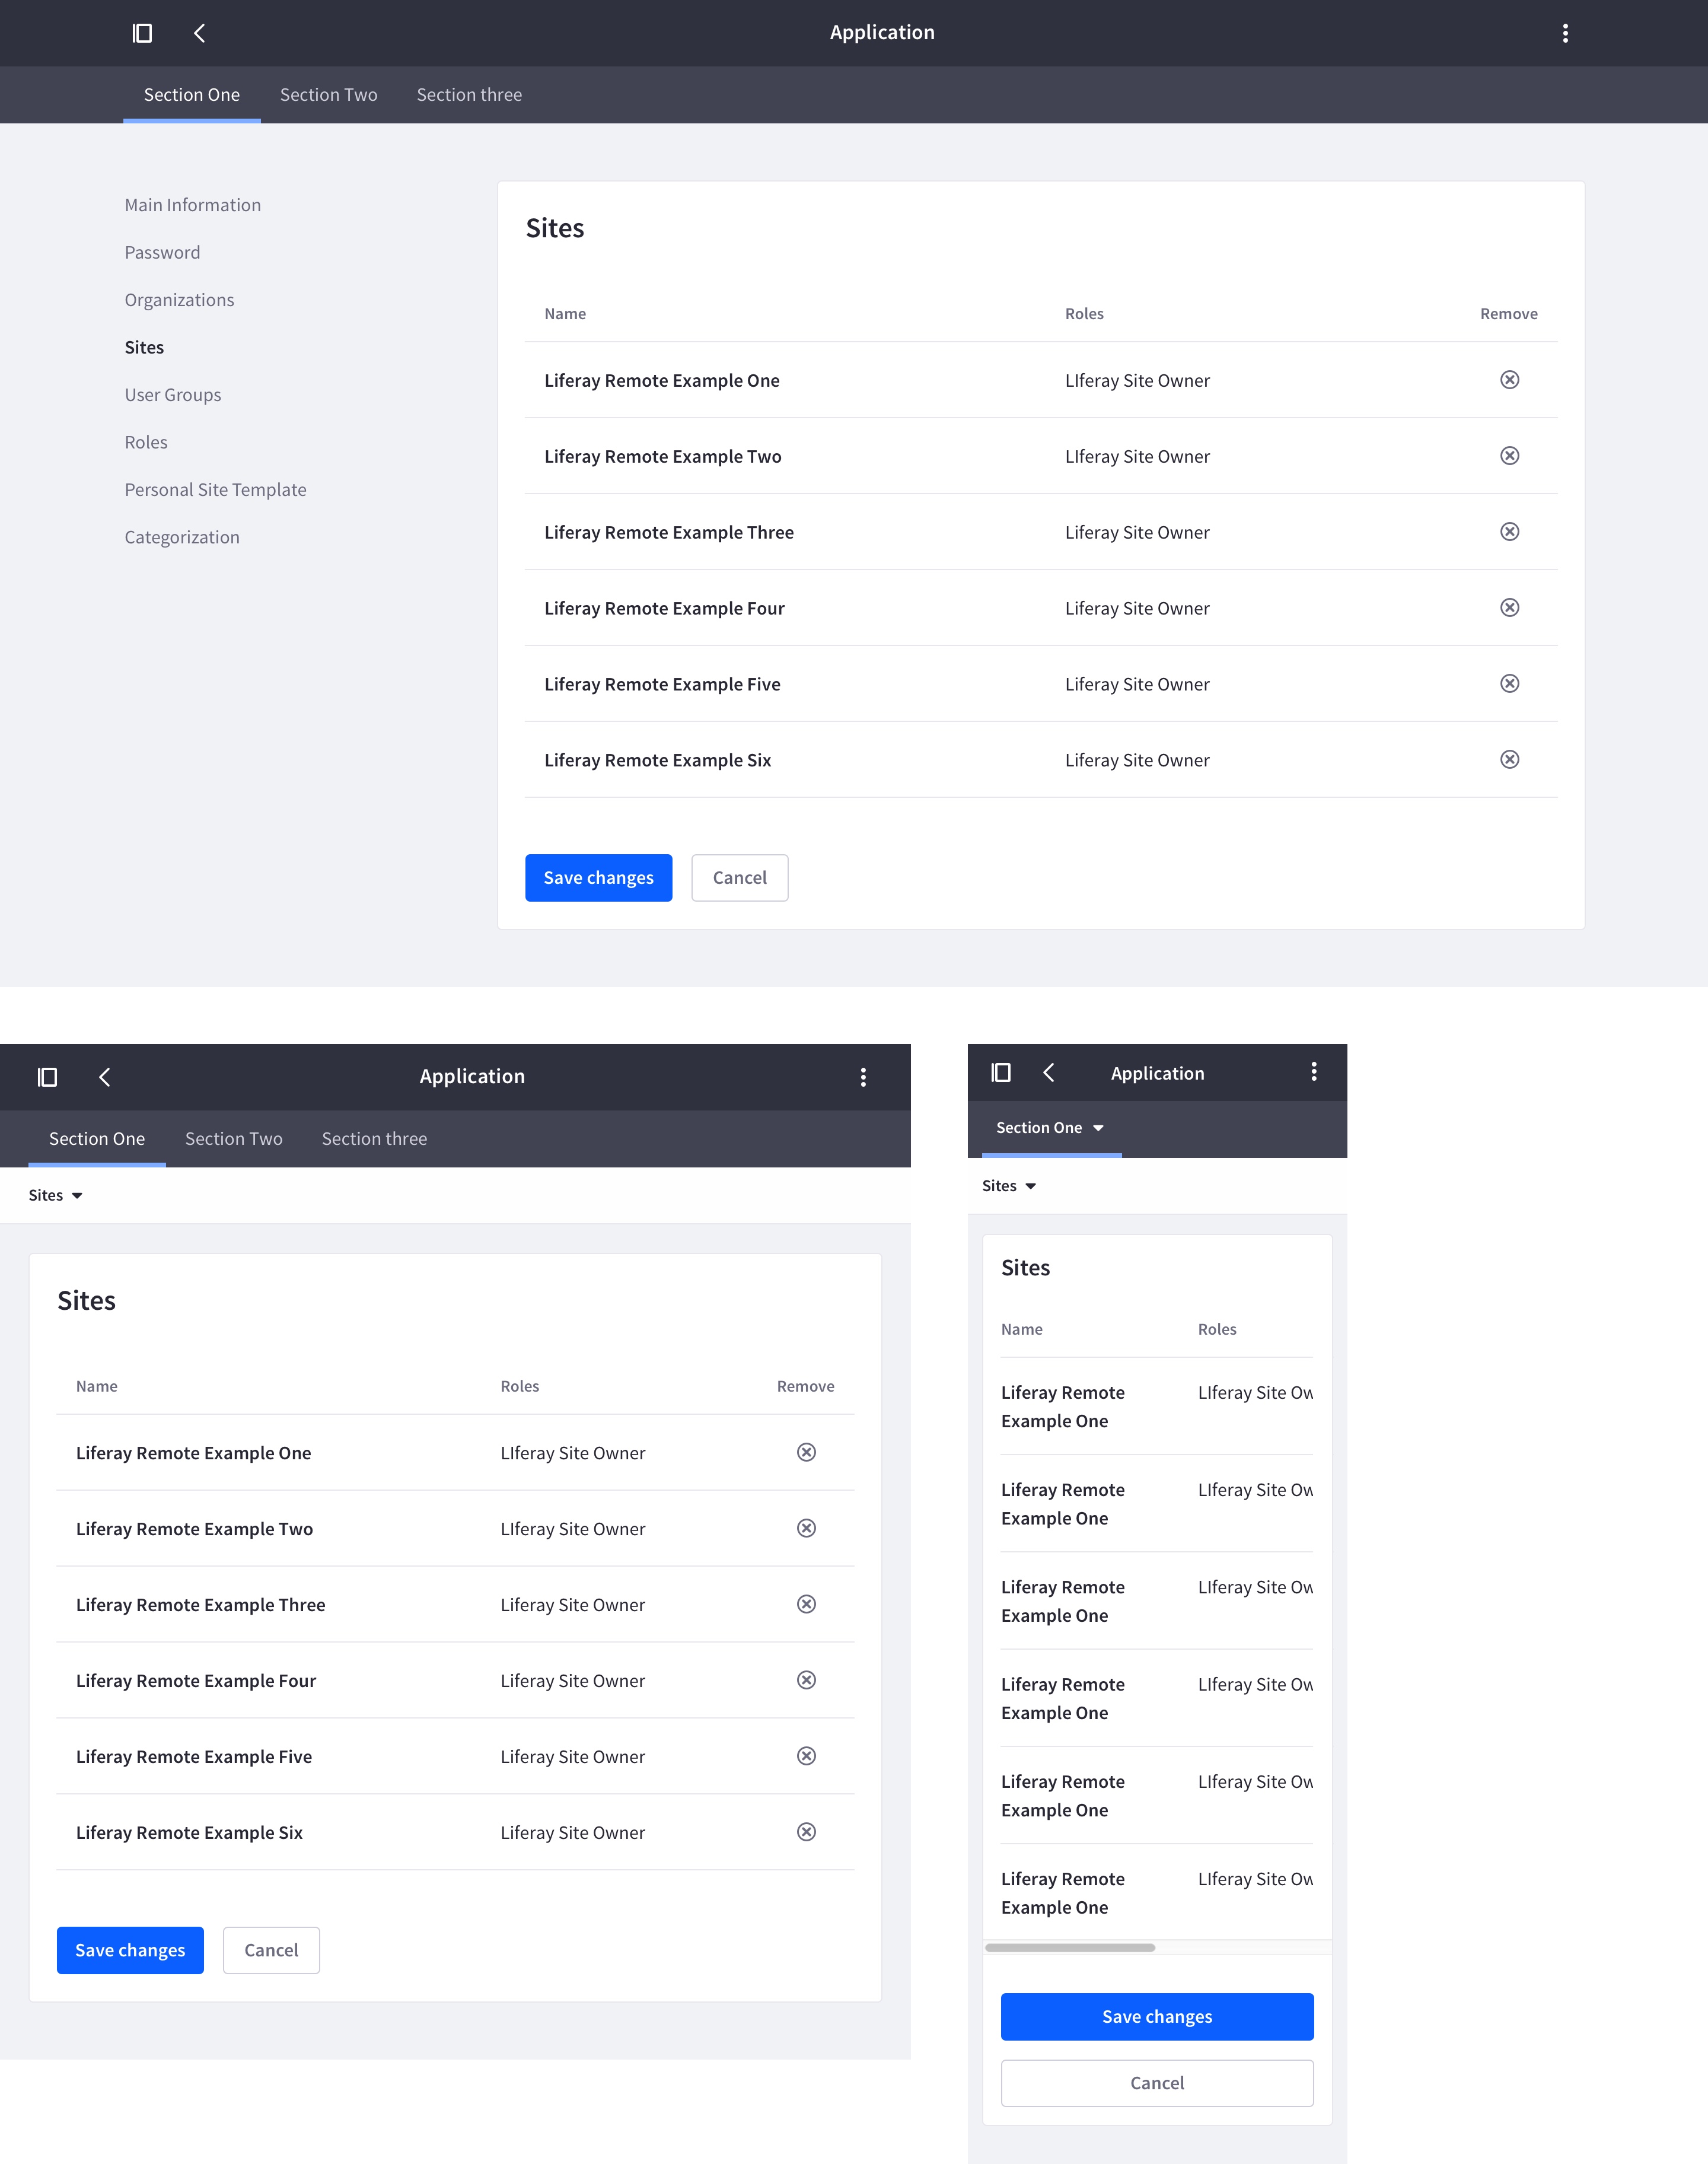 Application
Section One Section Two Section three
Main Information
Password
Organizations
Sites
User Groups
Roles
Personal Site Template
Categorization
Sites
Name Roles Remove
Liferay Remote Example One LIferay Site Owner
Liferay Remote Example Two LIferay Site Owner
Liferay Remote Example Three Liferay Site Owner
Liferay Remote Example Four Liferay Site Owner
Liferay Remote Example Five Liferay Site Owner
Liferay Remote Example Six Liferay Site Owner
Save changes Cancel
Application
Section One Section Two Section three
Sites
Sites
Name Roles Remove
Liferay Remote Example One LIferay Site Owner
Liferay Remote Example Two LIferay Site Owner
Liferay Remote Example Three Liferay Site Owner
Liferay Remote Example Four Liferay Site Owner
Liferay Remote Example Five Liferay Site Owner
Liferay Remote Example Six Liferay Site Owner
Save changes Cancel
Application
Section One
Sites
Sites
Name Roles
Liferay Remote LIferay Site Ow
Example One
Liferay Remote LIferay Site Ow
Example One
Liferay Remote LIferay Site Ow
Example One
Liferay Remote LIferay Site Ow
Example One
Liferay Remote LIferay Site Ow
Example One
Liferay Remote LIferay Site Ow
Example One
Save changes
Cancel